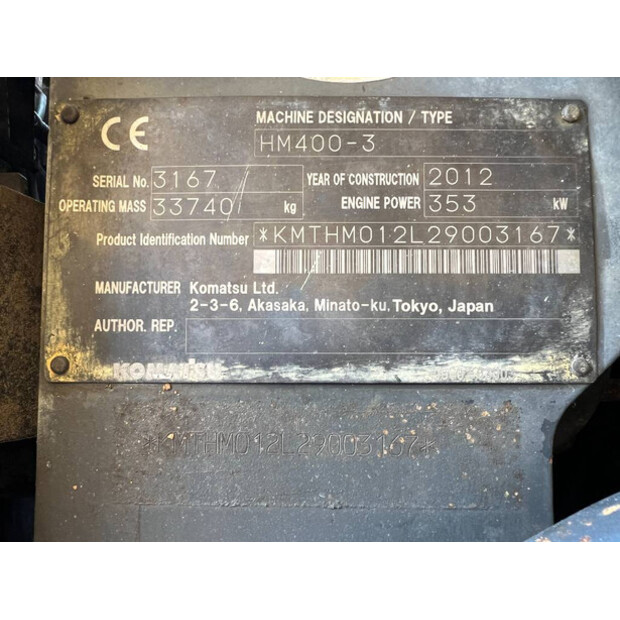 CE
MACHINE DESIGNATION / TYPE
HM400-3
SERIAL No. 3167 YEAR OF CONSTRUCTION 2012
OPERATING MASS 33740 kg ENGINE POWER 353 kW
Product Identification Number *KMTHM012L29003167*
MANUFACTURER Komatsu Ltd.
2-3-6, Akasaka, Minato-ku, Tokyo, Japan
AUTHOR. REP.
KOMATSU
*KMTHM012L29003167*